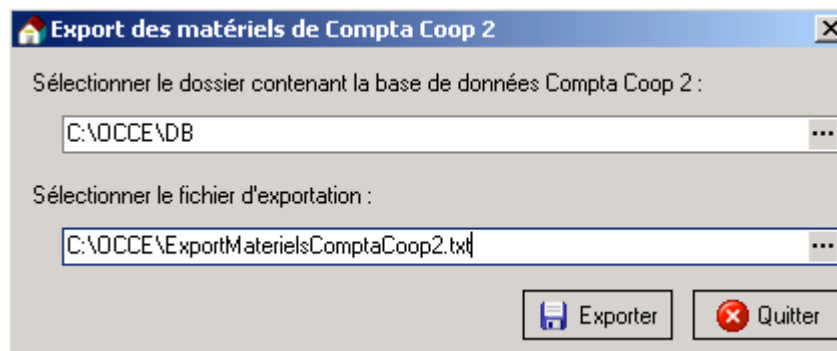 Export des matériels de Compta Coop 2
Sélectionner le dossier contenant la base de données Compta Coop 2 :
C:\OCCE\DB
...
Sélectionner le fichier d'exportation :
C:\OCCE\ExportMaterielsComptaCoop2.txt
...
Exporter
Quitter